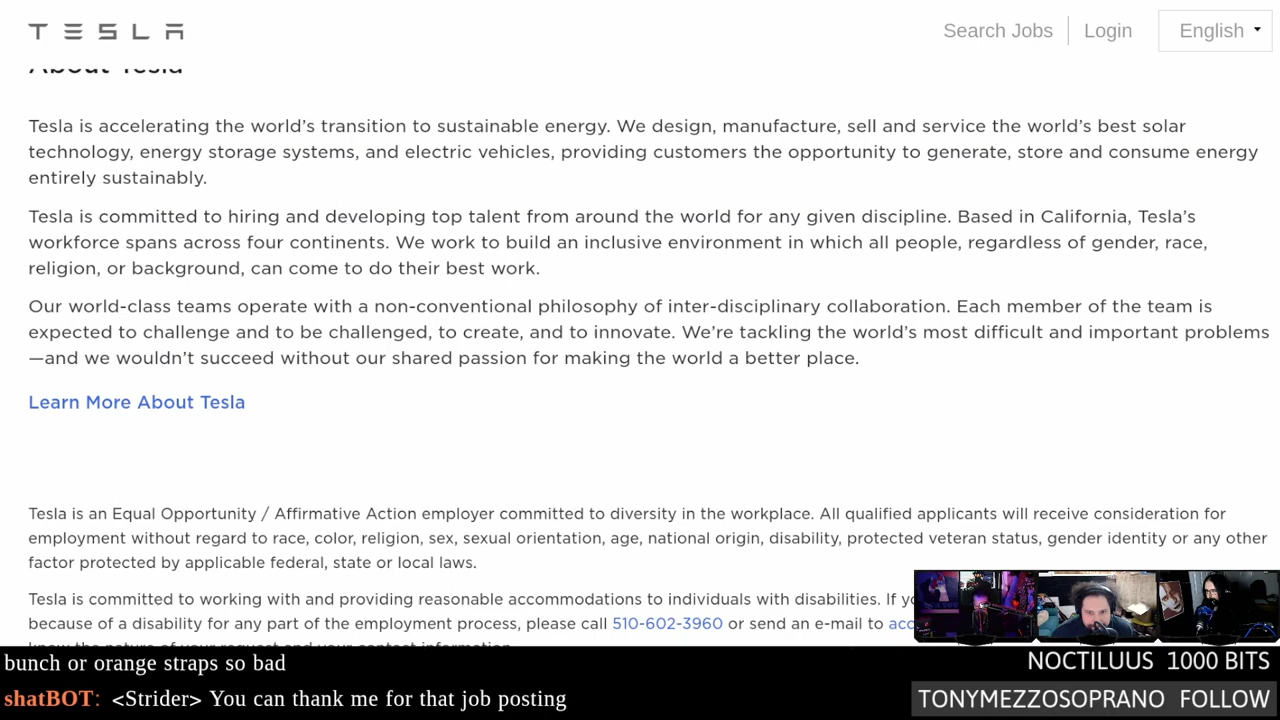 TESLA
Search Jobs
Login
English
About Tesla
Tesla is accelerating the world’s transition to sustainable energy. We design, manufacture, sell and service the world’s best solar
technology, energy storage systems, and electric vehicles, providing customers the opportunity to generate, store and consume energy
entirely sustainably.
Tesla is committed to hiring and developing top talent from around the world for any given discipline. Based in California, Tesla’s
workforce spans across four continents. We work to build an inclusive environment in which all people, regardless of gender, race,
religion, or background, can come to do their best work.
Our world-class teams operate with a non-conventional philosophy of inter-disciplinary collaboration. Each member of the team is
expected to challenge and to be challenged, to create, and to innovate. We’re tackling the world’s most difficult and important problems
—and we wouldn’t succeed without our shared passion for making the world a better place.
Learn More About Tesla
Tesla is an Equal Opportunity / Affirmative Action employer committed to diversity in the workplace. All qualified applicants will receive consideration for
employment without regard to race, color, religion, sex, sexual orientation, age, national origin, disability, protected veteran status, gender identity or any other
factor protected by applicable federal, state or local laws.
Tesla is committed to working with and providing reasonable accommodations to individuals with disabilities. If
because of a disability for any part of the employment process, please call 510-602-3960 or send an e-mail to
know the nature of your request and your contact information.
bunch or orange straps so bad
NOCTILUUS 1000 BITS
shatBOT: <Strider> You can thank me for that job posting
TONYMEZZOSOPRANO FOLLOW